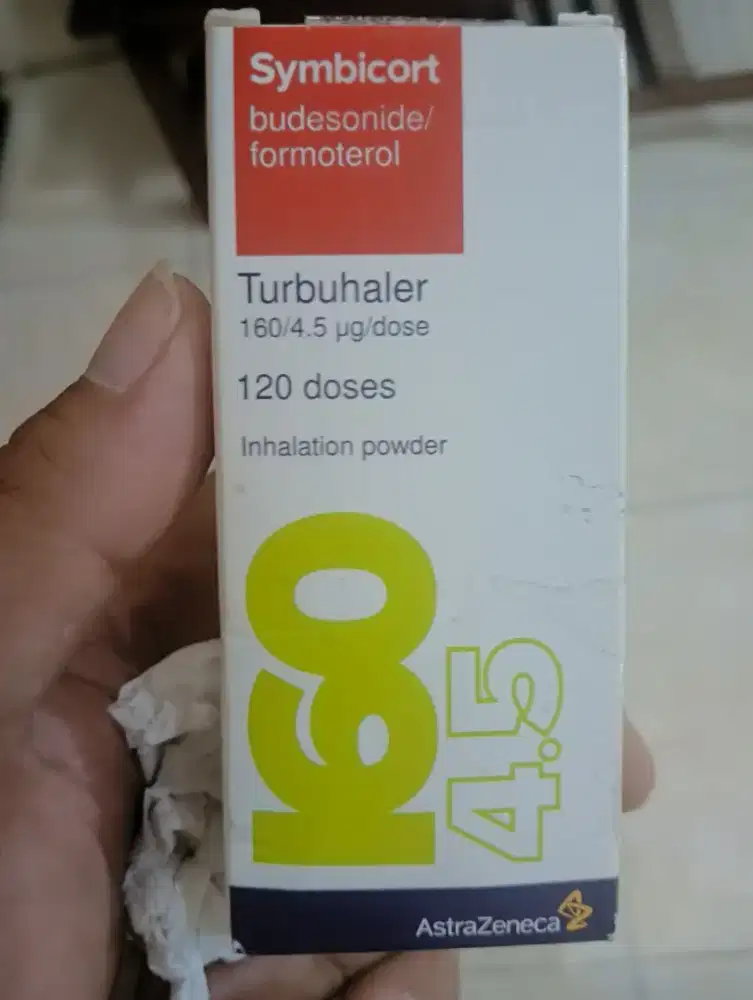 Symbicort
budesonide/
formoterol
Turbuhaler
160/4.5 µg/dose
120 doses
Inhalation powder
160
4.5
AstraZeneca